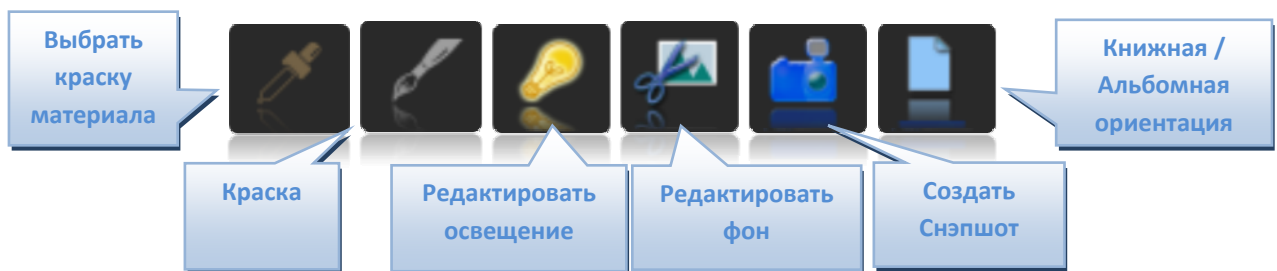 Выбрать
краску
материала
Книжная /
Альбомная
ориентация
Краска
Редактировать
освещение
Редактировать
фон
Создать
Снэпшот